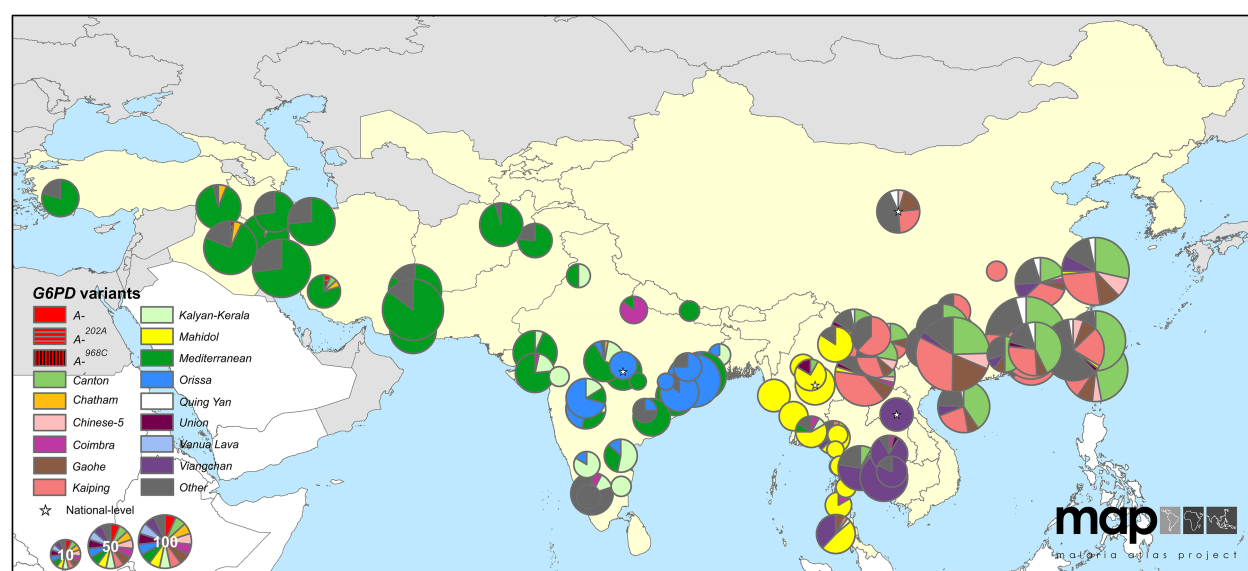 G6PD variants
A-
A-202A
A-968C
Canton
Chatham
Chinese-5
Coimbra
Gaohe
Kaiping
Kalyan-Kerala
Mahidol
Mediterranean
Orissa
Quing Yan
Union
Vanua Lava
Viangchan
Other
National-level
10
50
100
map
malaria atlas project